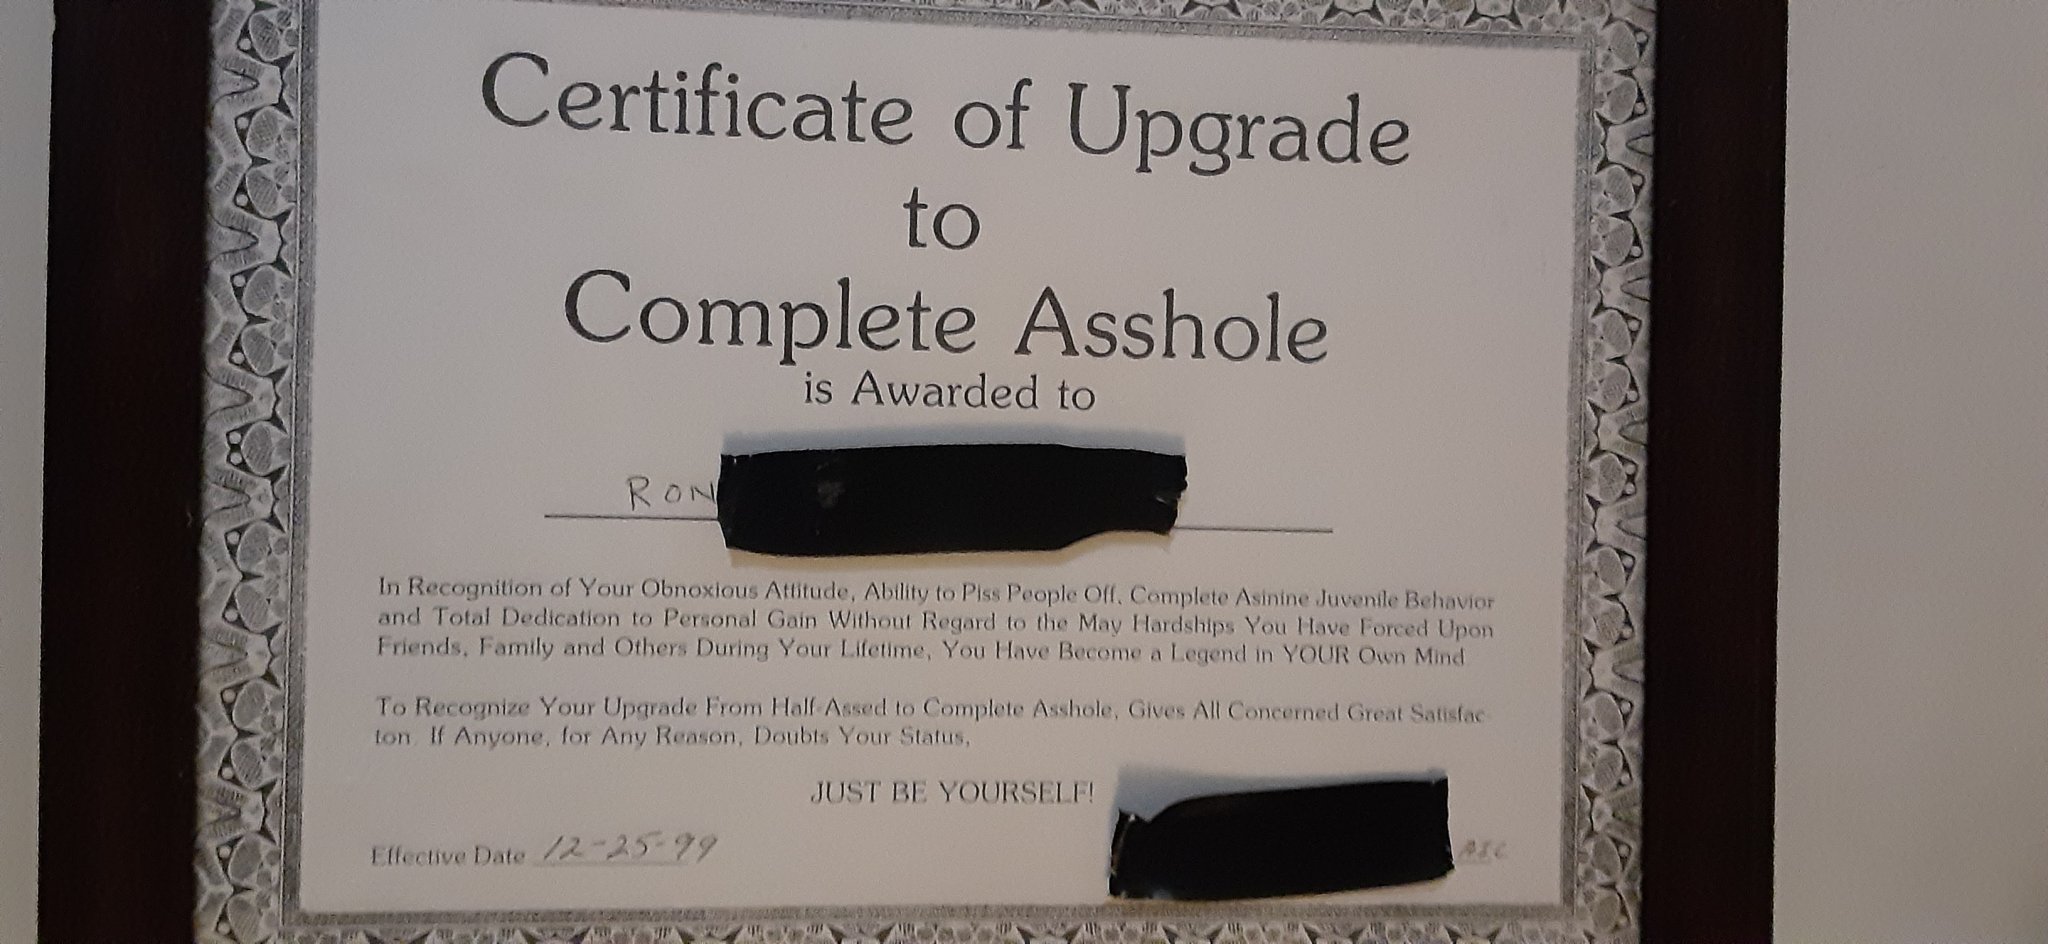 Certificate of Upgrade
to
Complete Asshole
is Awarded to
RON
In Recognition of Your Obnoxious Attitude, Ability to Piss People Off, Complete Asinine Juvenile Behavior
and Total Dedication to Personal Gain Without Regard to the May Hardships You Have Forced Upon
Friends, Family and Others During Your Lifetime, You Have Become a Legend in YOUR Own Mind
To Recognize Your Upgrade From Half-Assed to Complete Asshole, Gives All Concerned Great Satisfac-
ton. If Anyone, for Any Reason, Doubts Your Status,
JUST BE YOURSELF!
Effective Date 12-25-99